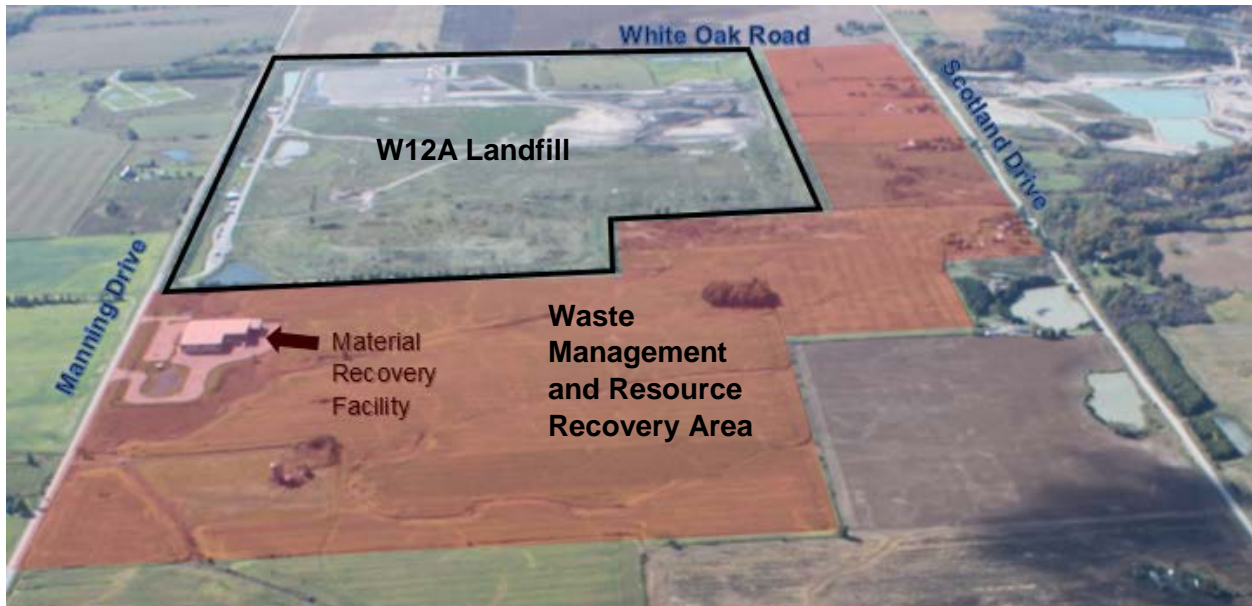 White Oak Road
Scotland Drive
W12A Landfill
Manning Drive
Material
Recovery
Facility
Waste
Management
and Resource
Recovery Area